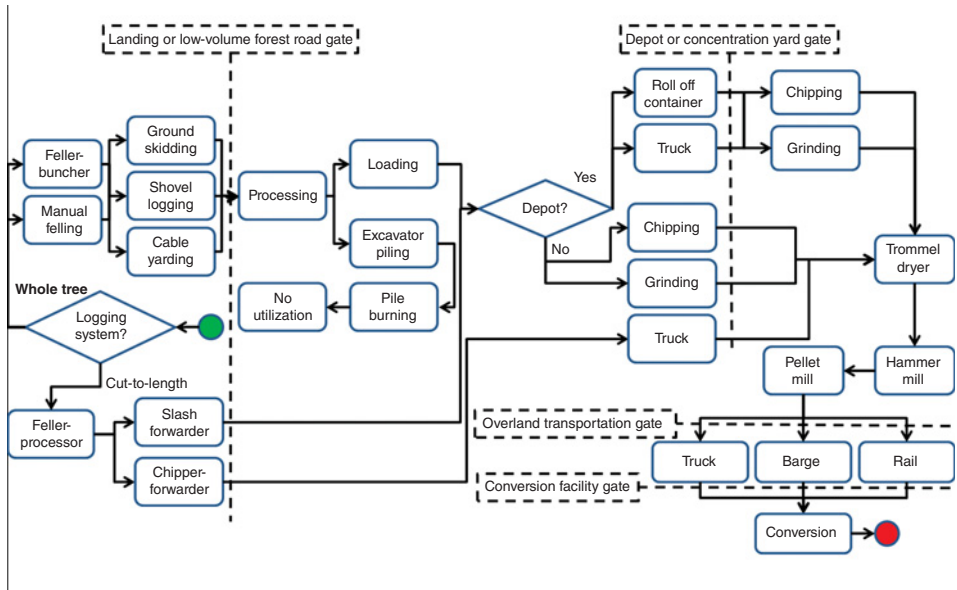 Landing or low-volume forest road gate
Depot or concentration yard gate
Feller-
buncher
Manual
felling
Ground
skidding
Shovel
logging
Cable
yarding
Processing
Loading
Excavator
piling
Pile
burning
No
utilization
Whole tree
Logging
system?
Cut-to-length
Feller-
processor
Slash
forwarder
Chipper-
forwarder
Depot?
Yes
No
Roll off
container
Truck
Chipping
Grinding
Truck
Chipping
Grinding
Trommel
dryer
Hammer
mill
Pellet
mill
Overland transportation gate
Truck
Barge
Rail
Conversion facility gate
Conversion